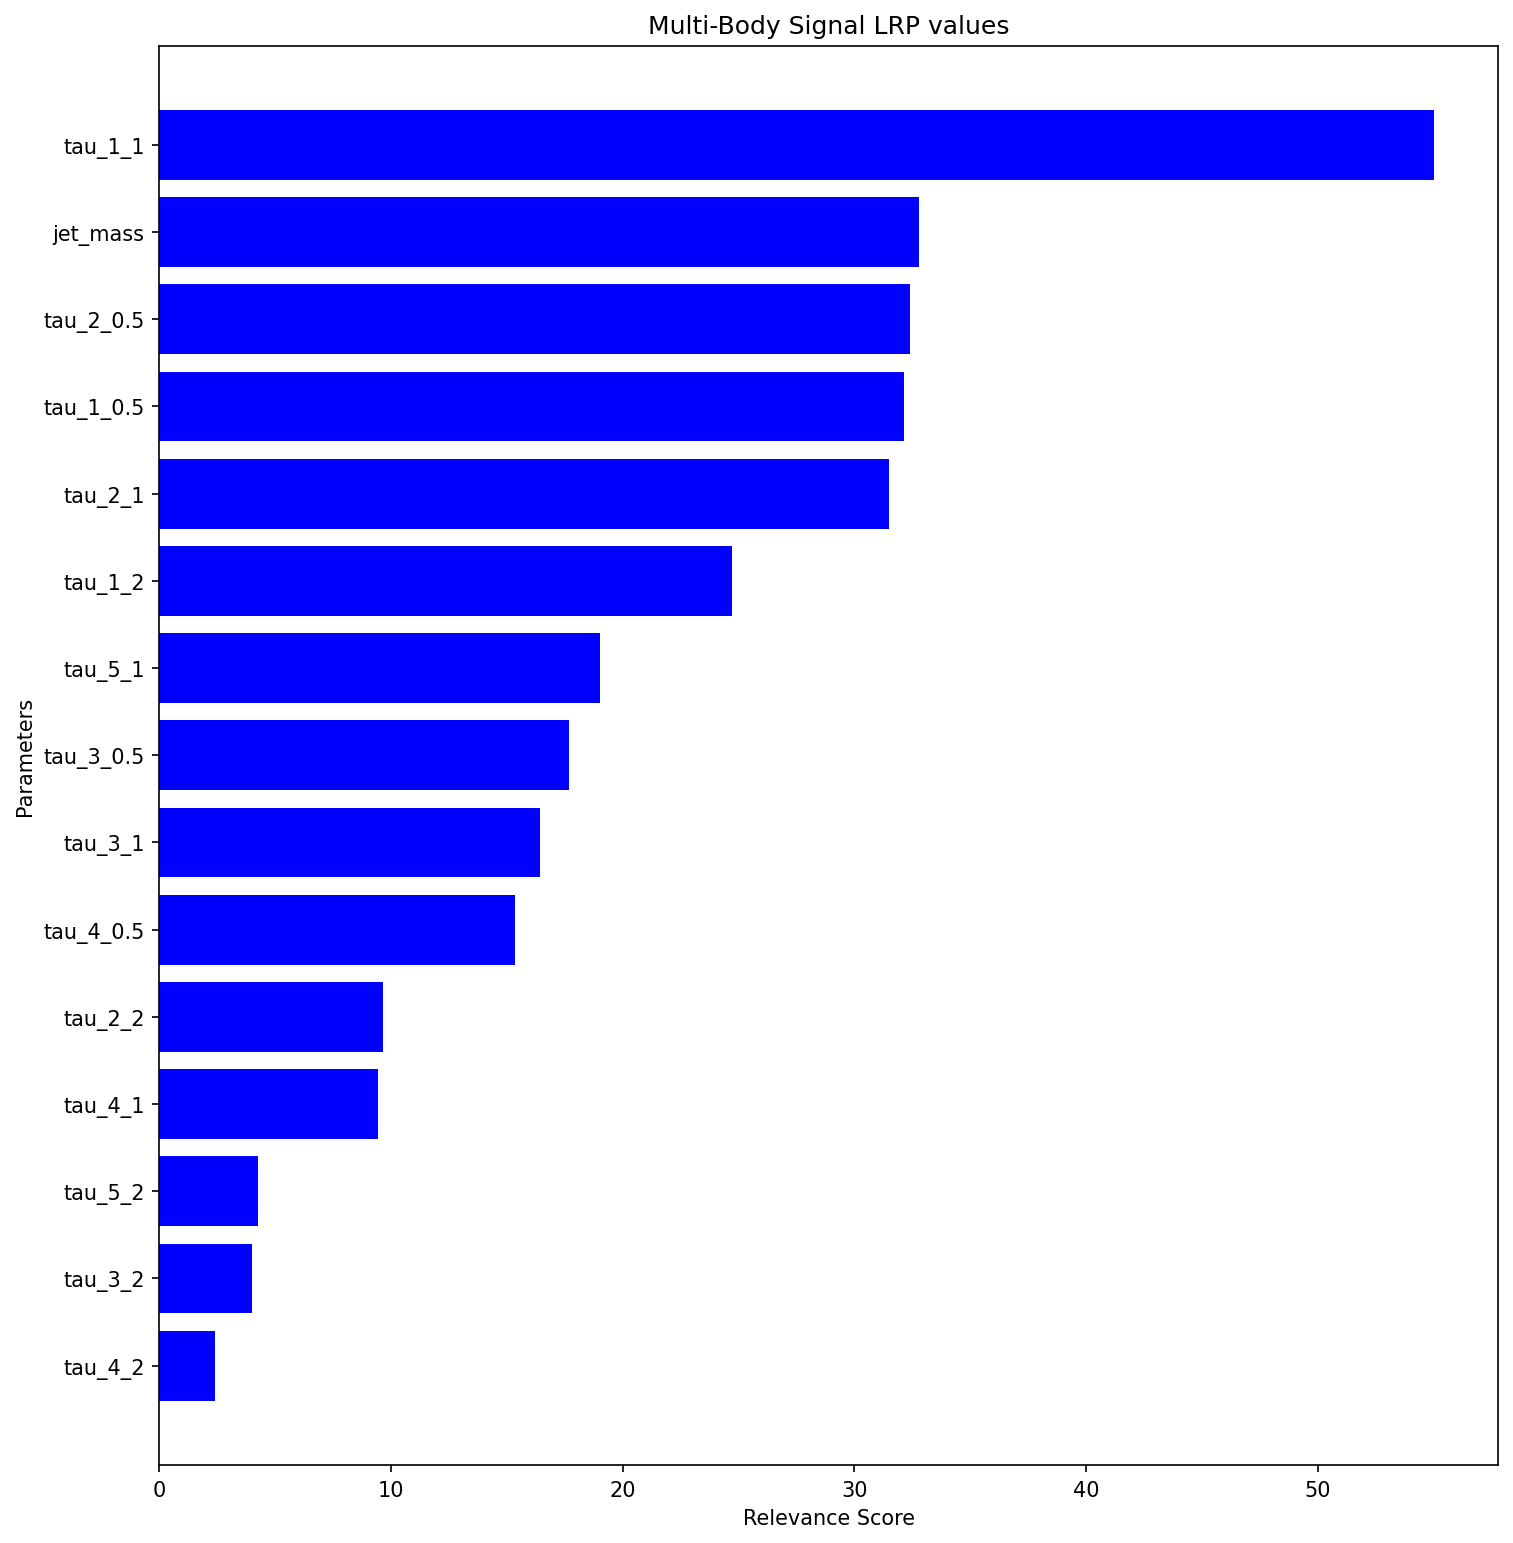 Multi-Body Signal LRP values
tau_1_1
jet_mass
tau_2_0.5
tau_1_0.5
tau_2_1
tau_1_2
tau_5_1
tau_3_0.5
tau_3_1
tau_4_0.5
tau_2_2
tau_4_1
tau_5_2
tau_3_2
tau_4_2
Parameters
0 10 20 30 40 50
Relevance Score